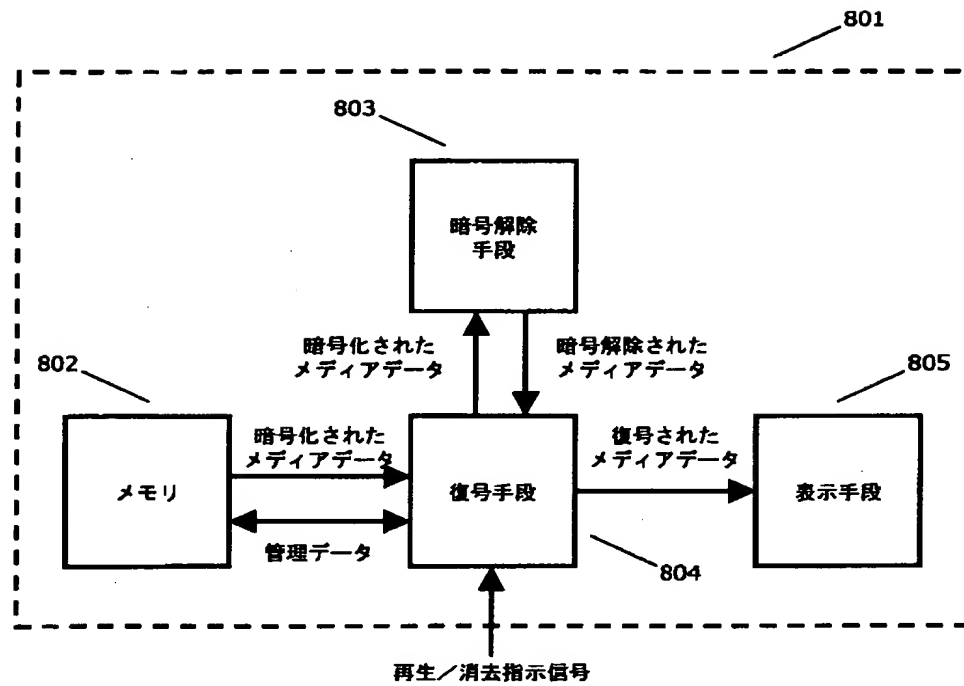 801
803
暗号解除
手段
暗号化された
メディアデータ
暗号解除された
メディアデータ
802
805
暗号化された
メディアデータ
復号された
メディアデータ
メモリ
復号手段
表示手段
管理データ
804
再生／消去指示信号